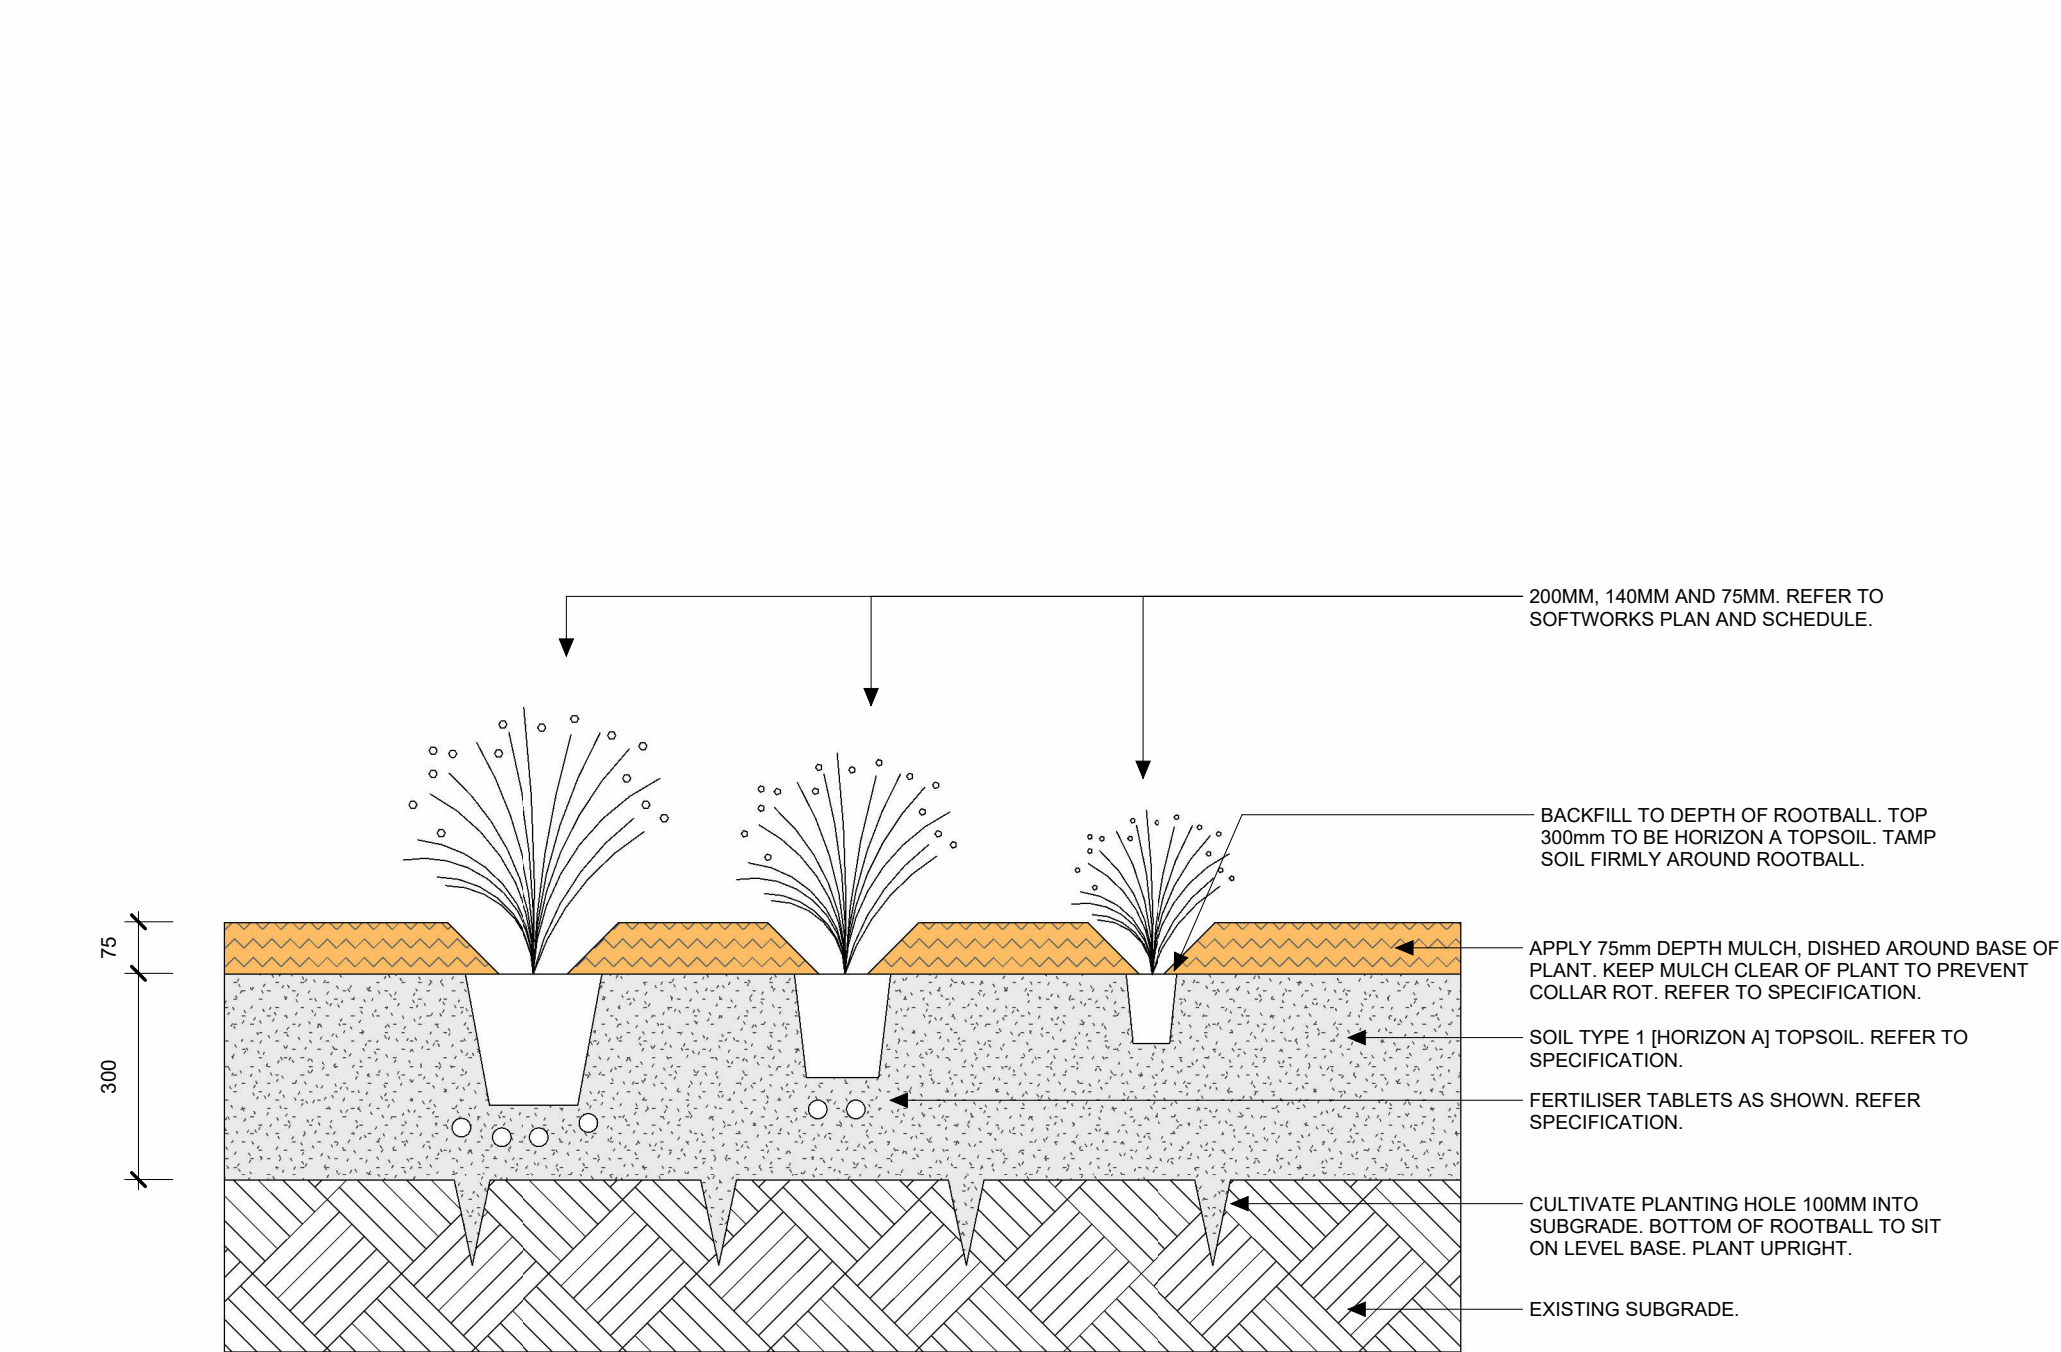 200MM, 140MM AND 75MM. REFER TO
SOFTWORKS PLAN AND SCHEDULE.
BACKFILL TO DEPTH OF ROOTBALL. TOP
300mm TO BE HORIZON A TOPSOIL. TAMP
SOIL FIRMLY AROUND ROOTBALL.
75
APPLY 75mm DEPTH MULCH, DISHED AROUND BASE OF
PLANT. KEEP MULCH CLEAR OF PLANT TO PREVENT
COLLAR ROT. REFER TO SPECIFICATION.
300
SOIL TYPE 1 [HORIZON A] TOPSOIL. REFER TO
SPECIFICATION.
FERTILISER TABLETS AS SHOWN. REFER
SPECIFICATION.
CULTIVATE PLANTING HOLE 100MM INTO
SUBGRADE. BOTTOM OF ROOTBALL TO SIT
ON LEVEL BASE. PLANT UPRIGHT.
EXISTING SUBGRADE.